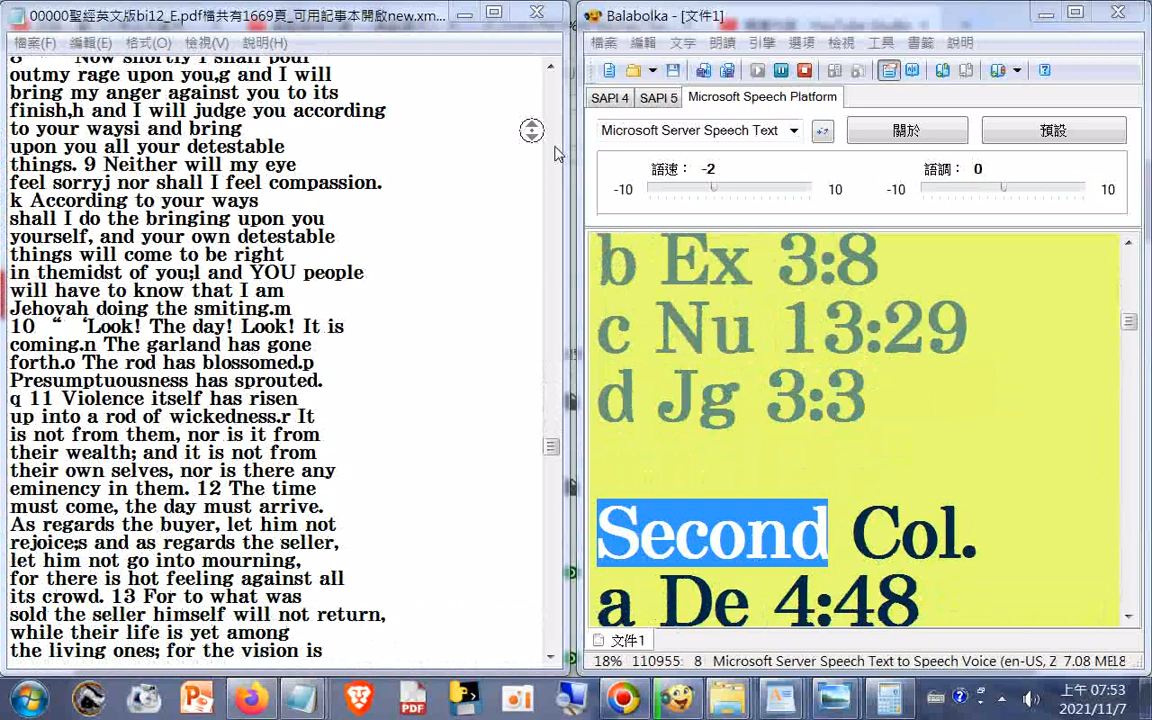 00000聖經英文版bi12_E.pdf檔共有1669頁_可用記事本開啟new.xm...
檔案(F) 編輯(E) 格式(O) 檢視(V) 說明(H)
8 “ ‘Now shortly I shall pour
outmy rage upon you,g and I will
bring my anger against you to its
finish,h and I will judge you according
to your waysi and bring
upon you all your detestable
things. 9 Neither will my eye
feel sorryj nor shall I feel compassion.
k According to your ways
shall I do the bringing upon you
yourself, and your own detestable
things will come to be right
in themidst of you;l and YOU people
will have to know that I am
Jehovah doing the smiting.m
10 “ ‘Look! The day! Look! It is
coming.n The garland has gone
forth.o The rod has blossomed.p
Presumptuousness has sprouted.
q 11 Violence itself has risen
up into a rod of wickedness.r It
is not from them, nor is it from
their wealth; and it is not from
their own selves, nor is there any
eminency in them. 12 The time
must come, the day must arrive.
As regards the buyer, let him not
rejoice;s and as regards the seller,
let him not go into mourning,
for there is hot feeling against all
its crowd. 13 For to what was
sold the seller himself will not return,
while their life is yet among
the living ones; for the vision is
Balabolka - [文件1]
檔案 編輯 文字 朗讀 引擎 選項 檢視 工具 書籤 說明
SAPI 4 SAPI 5 Microsoft Speech Platform
Microsoft Server Speech Text 關於 預設
語速： -2 語調： 0
-10 10 -10 10
b Ex 3:8
c Nu 13:29
d Jg 3:3
Second Col.
a De 4:48
文件1
18% 110955: 8 Microsoft Server Speech Text to Speech Voice (en-US, Z 7.08 MEL8
PDF
上午 07:53
2021/11/7